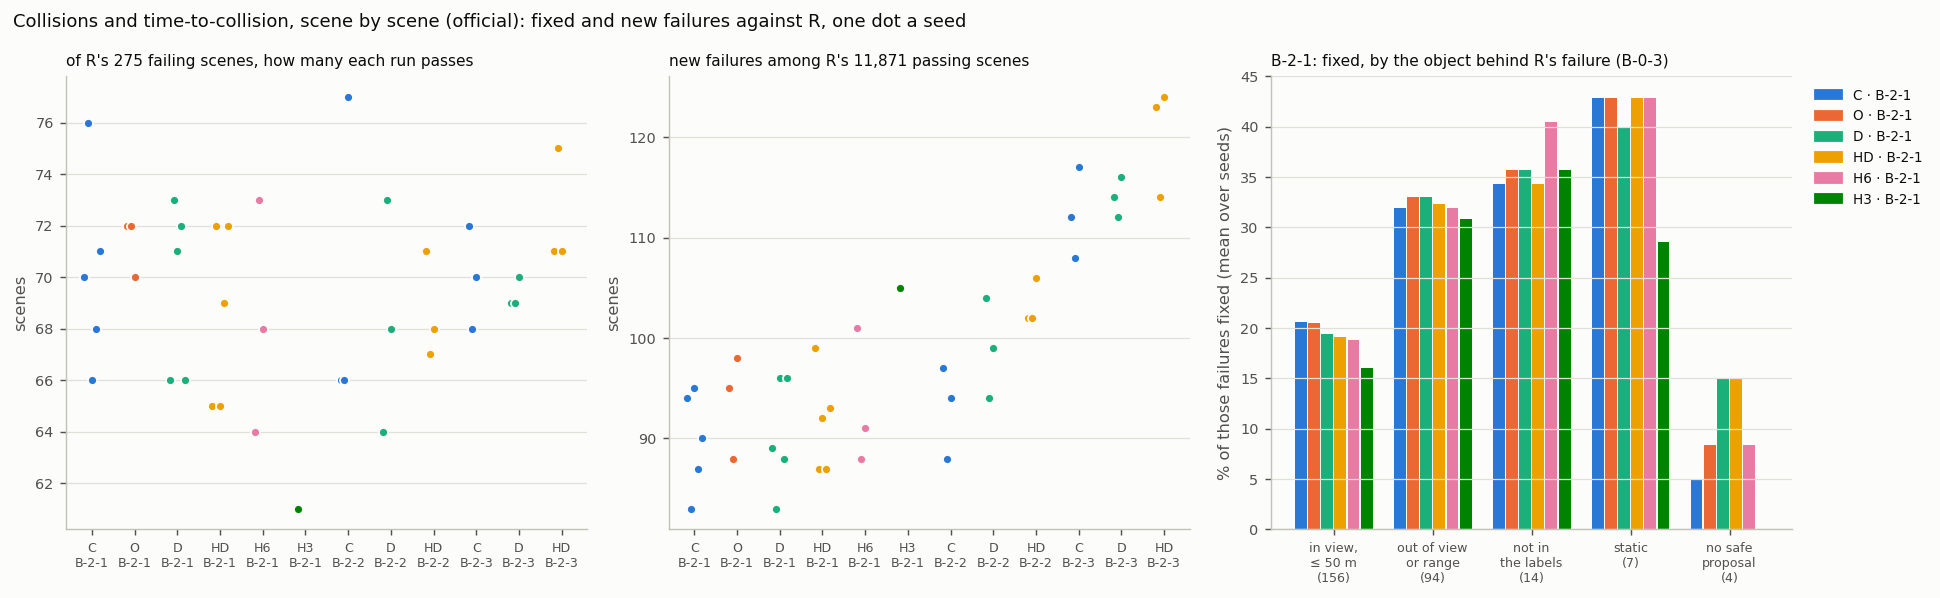 Collisions and time-to-collision, scene by scene (official): fixed and new failures against R, one dot a seed
of R's 275 failing scenes, how many each run passes
scenes
76
74
72
70
68
66
64
62
C O D HD H6 H3 C D HD C D HD
B-2-1 B-2-1 B-2-1 B-2-1 B-2-1 B-2-1 B-2-2 B-2-2 B-2-2 B-2-3 B-2-3 B-2-3
new failures among R's 11,871 passing scenes
scenes
120
110
100
90
C O D HD H6 H3 C D HD C D HD
B-2-1 B-2-1 B-2-1 B-2-1 B-2-1 B-2-1 B-2-2 B-2-2 B-2-2 B-2-3 B-2-3 B-2-3
B-2-1: fixed, by the object behind R's failure (B-0-3)
% of those failures fixed (mean over seeds)
45
40
35
30
25
20
15
10
5
0
in view,
≤ 50 m
(156)
out of view
or range
(94)
not in
the labels
(14)
static
(7)
no safe
proposal
(4)
C · B-2-1
O · B-2-1
D · B-2-1
HD · B-2-1
H6 · B-2-1
H3 · B-2-1